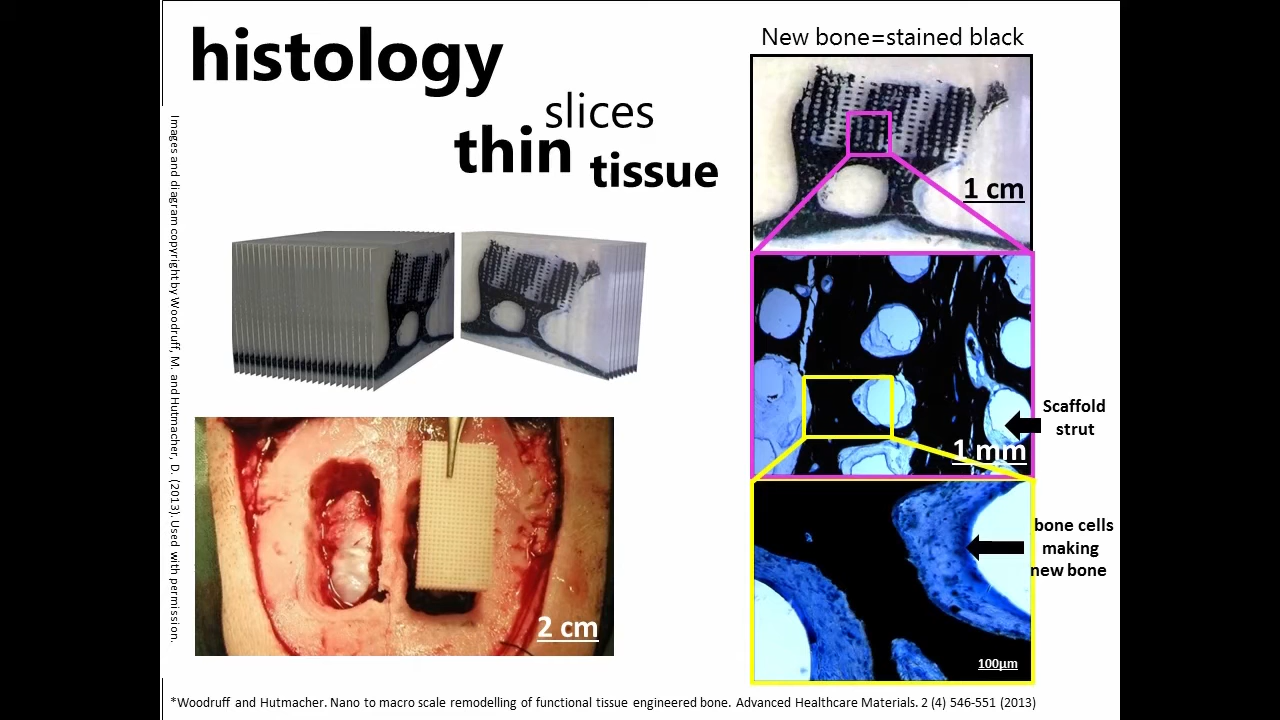 histology
slices
thin tissue
New bone=stained black
1 cm
Scaffold
strut
1 mm
bone cells
making
new bone
100µm
2 cm
Images and diagram copyright by Woodruff, M. and Hutmacher, D. (2013). Used with permission.
*Woodruff and Hutmacher. Nano to macro scale remodelling of functional tissue engineered bone. Advanced Healthcare Materials. 2 (4) 546-551 (2013)